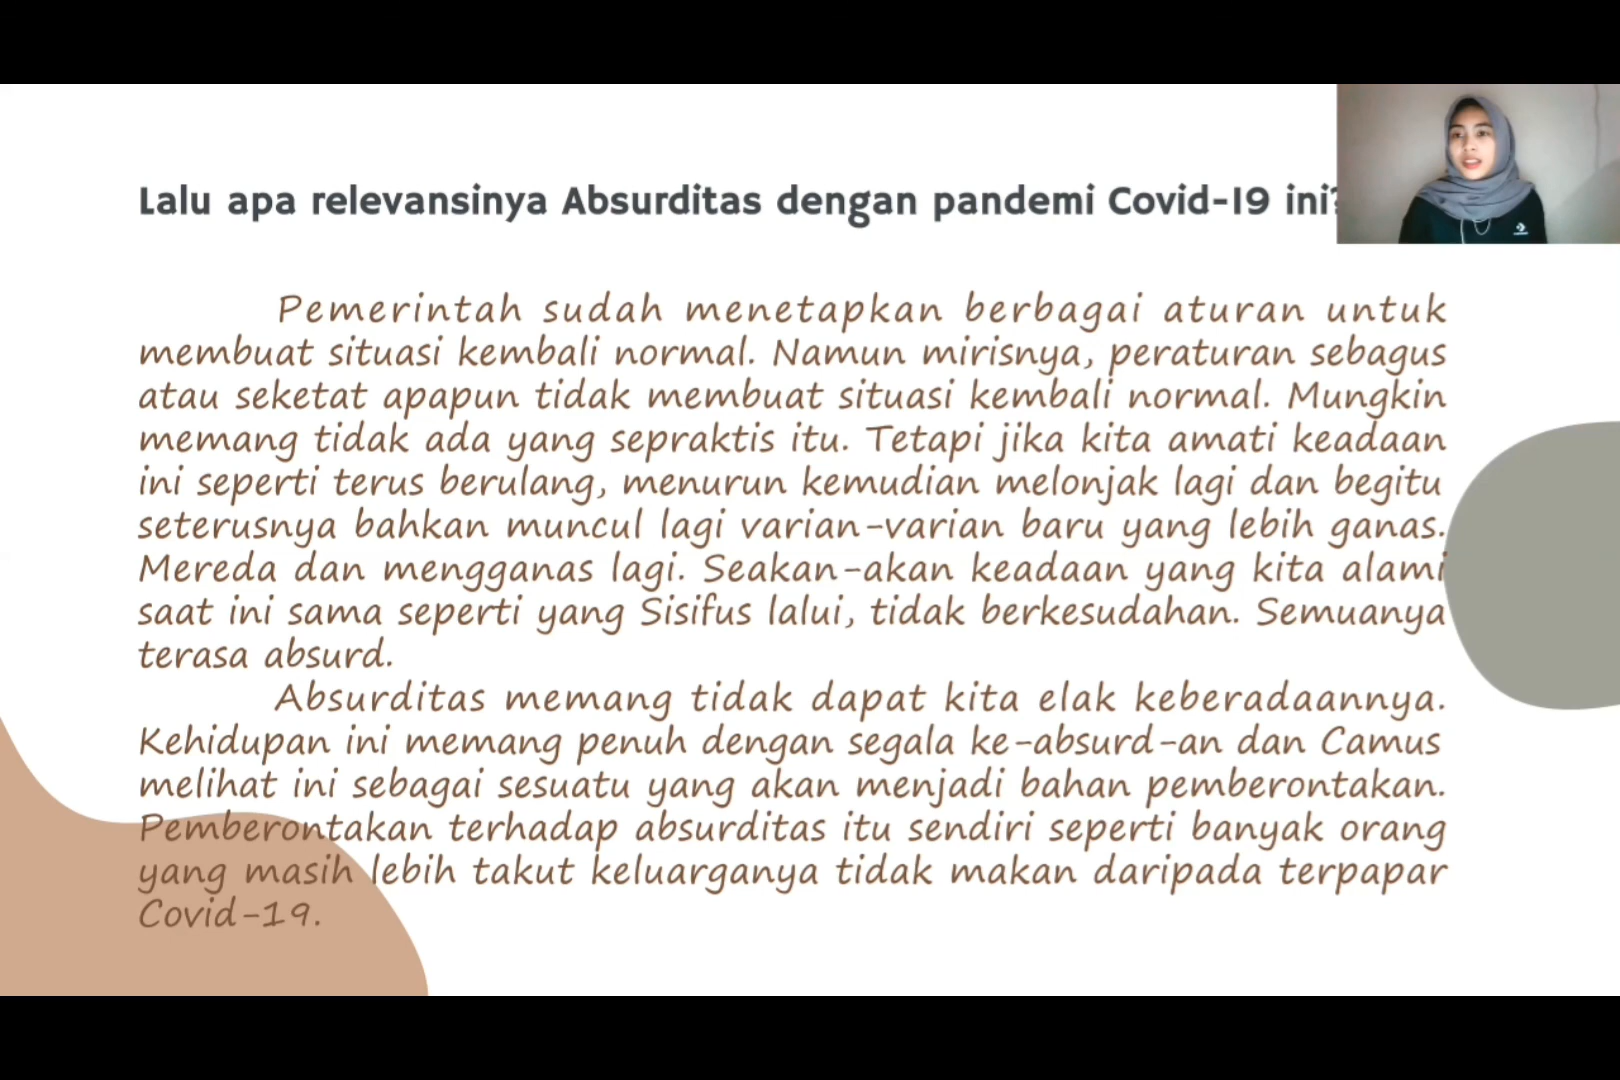 Lalu apa relevansinya Absurditas dengan pandemi Covid-19 ini?
Pemerintah sudah menetapkan berbagai aturan untuk
membuat situasi kembali normal. Namun mirisnya, peraturan sebagus
atau seketat apapun tidak membuat situasi kembali normal. Mungkin
memang tidak ada yang sepraktis itu. Tetapi jika kita amati keadaan
ini seperti terus berulang, menurun kemudian melonjak lagi dan begitu
seterusnya bahkan muncul lagi varian-varian baru yang lebih ganas.
Mereda dan mengganas lagi. Seakan-akan keadaan yang kita alami
saat ini sama seperti yang Sisifus lalui, tidak berkesudahan. Semuanya
terasa absurd.
Absurditas memang tidak dapat kita elak keberadaannya.
Kehidupan ini memang penuh dengan segala ke-absurd-an dan Camus
melihat ini sebagai sesuatu yang akan menjadi bahan pemberontakan.
Pemberontakan terhadap absurditas itu sendiri seperti banyak orang
yang masih lebih takut keluarganya tidak makan daripada terpapar
Covid-19.